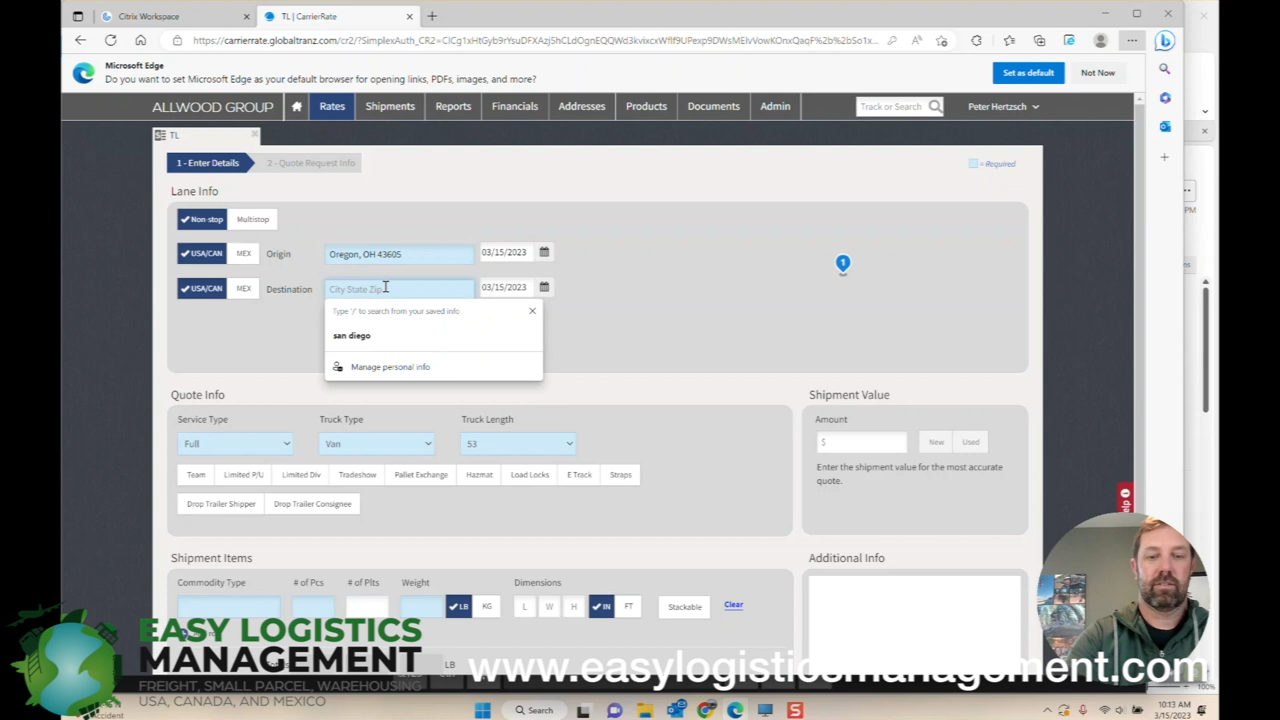 Citrix Workspace
TL | CarrierRate
Microsoft Edge
Do you want to set Microsoft Edge as your default browser for opening links, PDFs, images, and more?
Set as default
Not Now
ALLWOOD GROUP
Rates
Shipments
Reports
Financials
Addresses
Products
Documents
Admin
Track or Search
Peter Hertzsch
TL
1 - Enter Details
2 - Quote Request Info
= Required
Lane Info
Non-stop
Multistop
USA/CAN
MEX
Origin
Oregon, OH 43605
03/15/2023
1
USA/CAN
MEX
Destination
City State Zip
03/15/2023
Type '/' to search from your saved info
san diego
Manage personal info
Quote Info
Shipment Value
Service Type
Truck Type
Truck Length
Amount
Full
Van
53
$
New
Used
Team
Limited P/U
Limited Dlv
Tradeshow
Pallet Exchange
Hazmat
Load Locks
E Track
Straps
Enter the shipment value for the most accurate
quote.
Drop Trailer Shipper
Drop Trailer Consignee
Shipment Items
Additional Info
Commodity Type
# of Pcs
# of Plts
Weight
Dimensions
LB
KG
L
W
H
IN
FT
Stackable
Clear
LB
EASY LOGISTICS
MANAGEMENT
FREIGHT, SMALL PARCEL, WAREHOUSING
USA, CANADA, AND MEXICO
www.easylogisticsmanagement.com
100%
Accident
Search
10:13 AM
3/15/2023